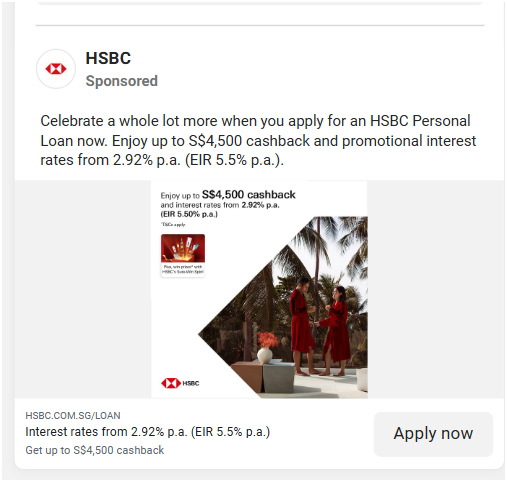 HSBC
Sponsored
Celebrate a whole lot more when you apply for an HSBC Personal
Loan now. Enjoy up to S$4,500 cashback and promotional interest
rates from 2.92% p.a. (EIR 5.5% p.a.).
Enjoy up to S$4,500 cashback
and interest rates from 2.92% p.a.
(EIR 5.50% p.a.)
*T&Cs apply
Plus, win prizes* with
HSBC's Sure-Win Spin!
HSBC
HSBC.COM.SG/LOAN
Interest rates from 2.92% p.a. (EIR 5.5% p.a.)
Get up to S$4,500 cashback
Apply now